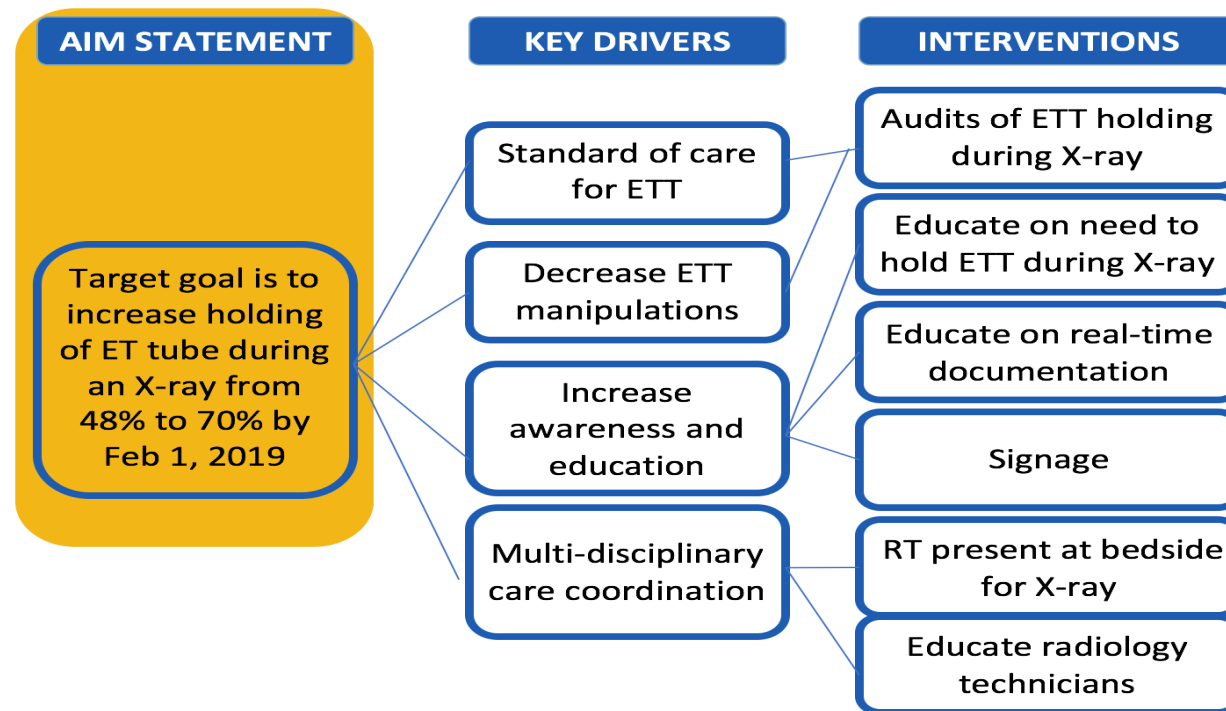 AIM STATEMENT
Target goal is to
increase holding
of ET tube during
an X-ray from
48% to 70% by
Feb 1, 2019
KEY DRIVERS
Standard of care
for ETT
Decrease ETT
manipulations
Increase
awareness and
education
Multi-disciplinary
care coordination
INTERVENTIONS
Audits of ETT holding
during X-ray
Educate on need to
hold ETT during X-ray
Educate on real-time
documentation
Signage
RT present at bedside
for X-ray
Educate radiology
technicians